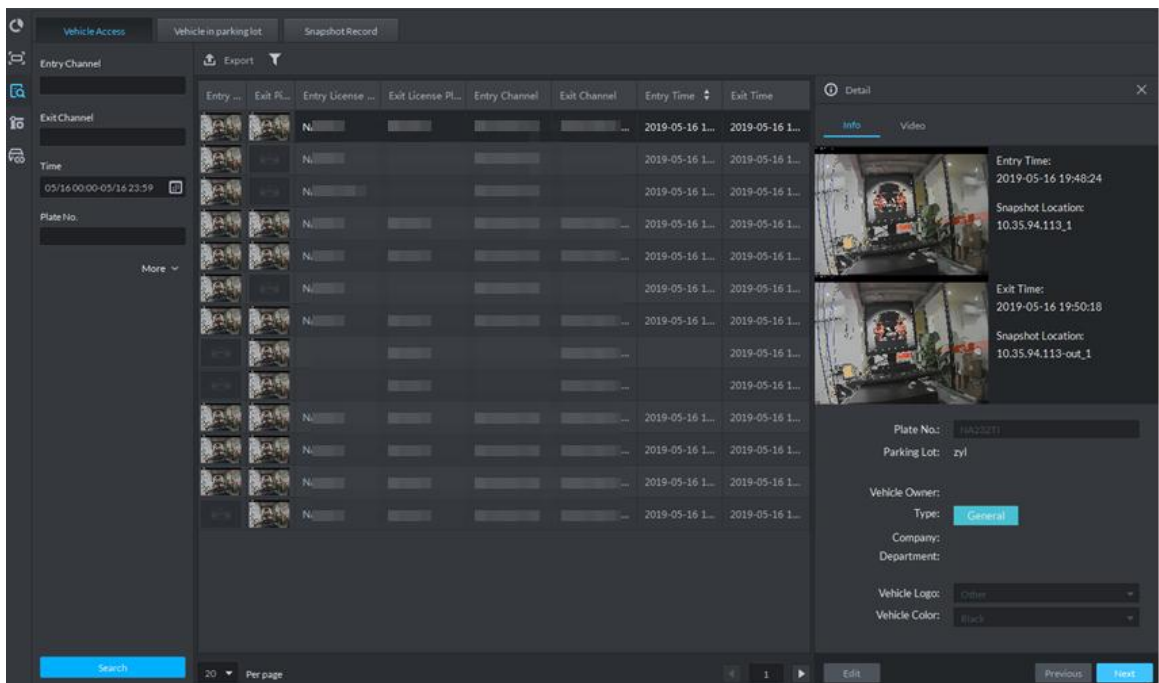 Vehicle Access
Vehicle in parking lot
Snapshot Record
Entry Channel
Exit Channel
Time
05/16 00:00-05/16 23:59
Plate No.
More
Search
Export
Entry ... Exit Pi... Entry License ... Exit License Pl... Entry Channel Exit Channel Entry Time Exit Time
... 2019-05-16 1... 2019-05-16 1...
2019-05-16 1... 2019-05-16 1...
2019-05-16 1... 2019-05-16 1...
... 2019-05-16 1... 2019-05-16 1...
... 2019-05-16 1... 2019-05-16 1...
2019-05-16 1... 2019-05-16 1...
... 2019-05-16 1... 2019-05-16 1...
... 2019-05-16 1...
... 2019-05-16 1...
... 2019-05-16 1... 2019-05-16 1...
... 2019-05-16 1... 2019-05-16 1...
... 2019-05-16 1... 2019-05-16 1...
... 2019-05-16 1... 2019-05-16 1...
20 Per page
1
Detail
Info Video
Entry Time:
2019-05-16 19:48:24
Snapshot Location:
10.35.94.113_1
Exit Time:
2019-05-16 19:50:18
Snapshot Location:
10.35.94.113-out_1
Plate No.:
Parking Lot: zyl
Vehicle Owner:
Type: General
Company:
Department:
Vehicle Logo: Other
Vehicle Color: Black
Edit Previous Next